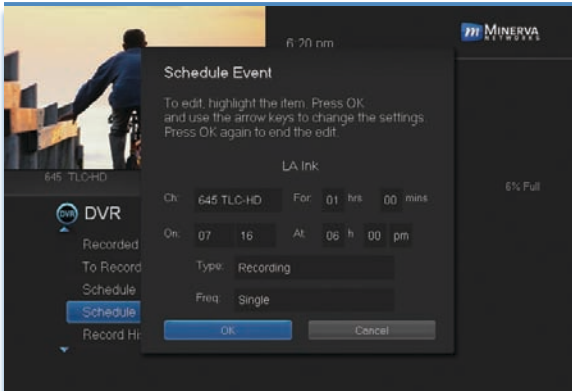 6:20 pm
MINERVA
NETWORKS
Schedule Event
To edit, highlight the item. Press OK
and use the arrow keys to change the settings.
Press OK again to end the edit.
LA Ink
645 TLC-HD
6% Full
Ch: 645 TLC-HD For: 01 hrs 00 mins
On: 07 16 At: 06 h 00 pm
Type: Recording
Freq: Single
OK Cancel
DVR DVR
Recorded
To Record
Schedule
Schedule
Record Hi